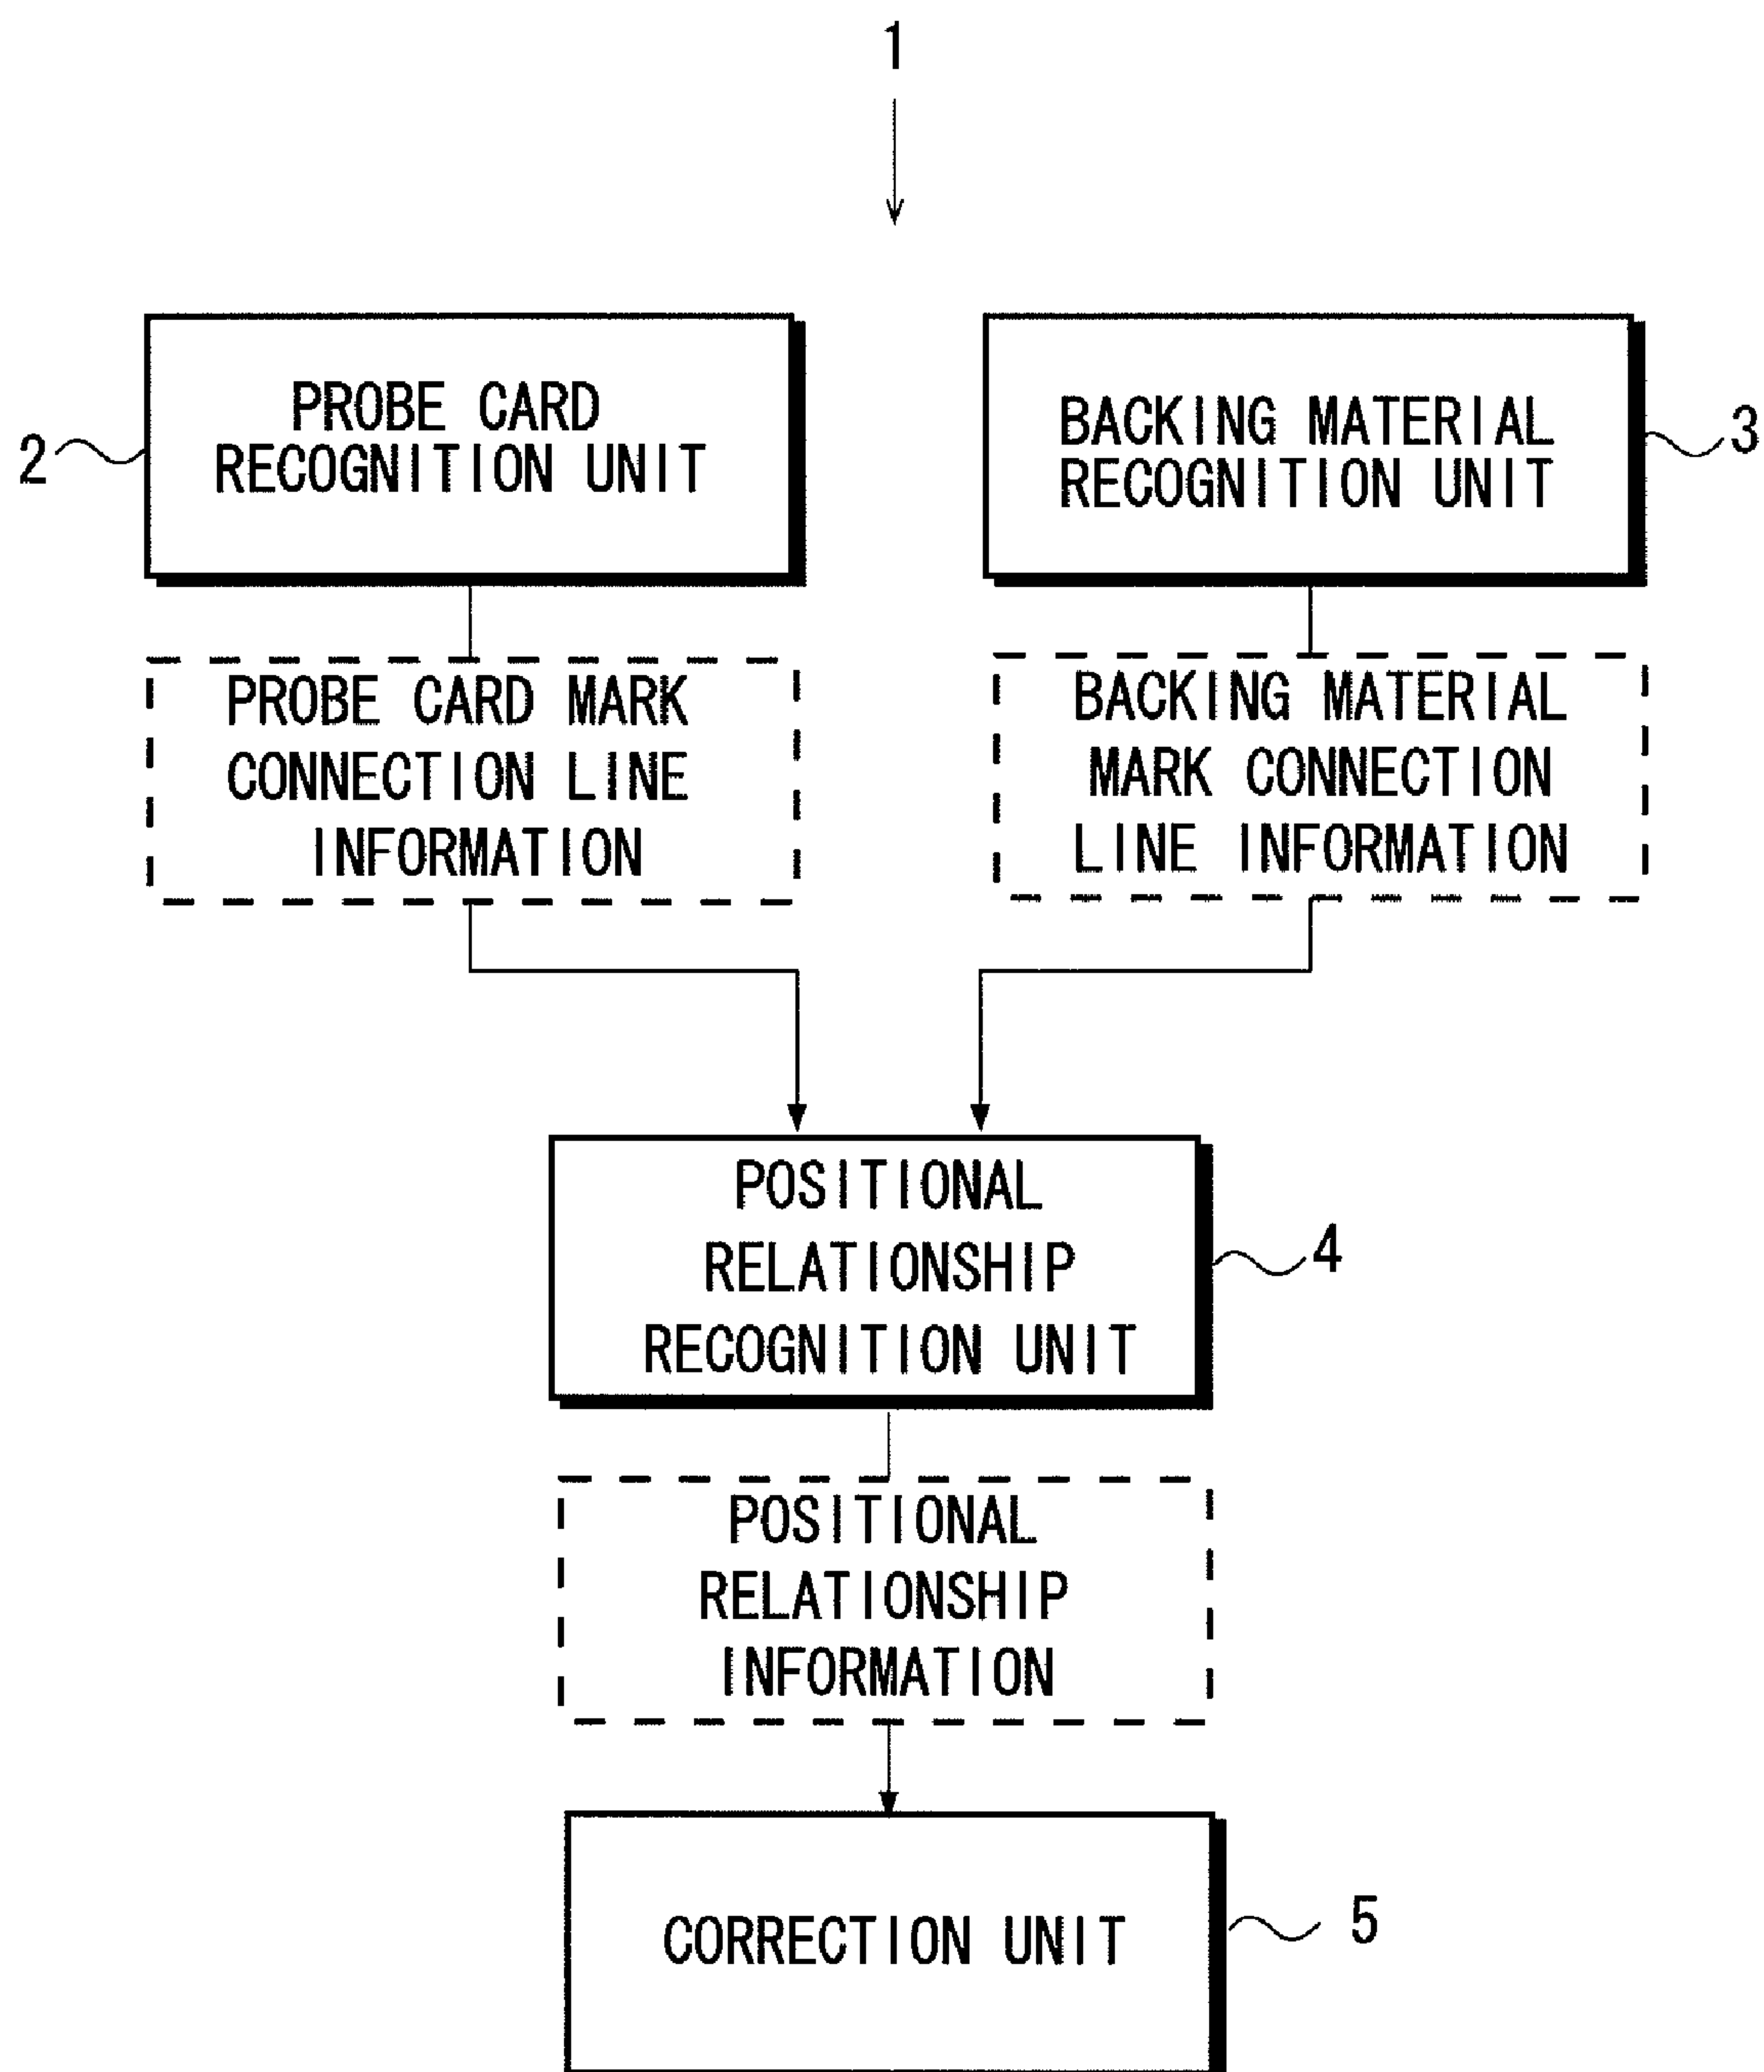 1
PROBE CARD
RECOGNITION UNIT
2
BACKING MATERIAL
RECOGNITION UNIT
3
PROBE CARD MARK
CONNECTION LINE
INFORMATION
BACKING MATERIAL
MARK CONNECTION
LINE INFORMATION
POSITIONAL
RELATIONSHIP
RECOGNITION UNIT
4
POSITIONAL
RELATIONSHIP
INFORMATION
CORRECTION UNIT
5